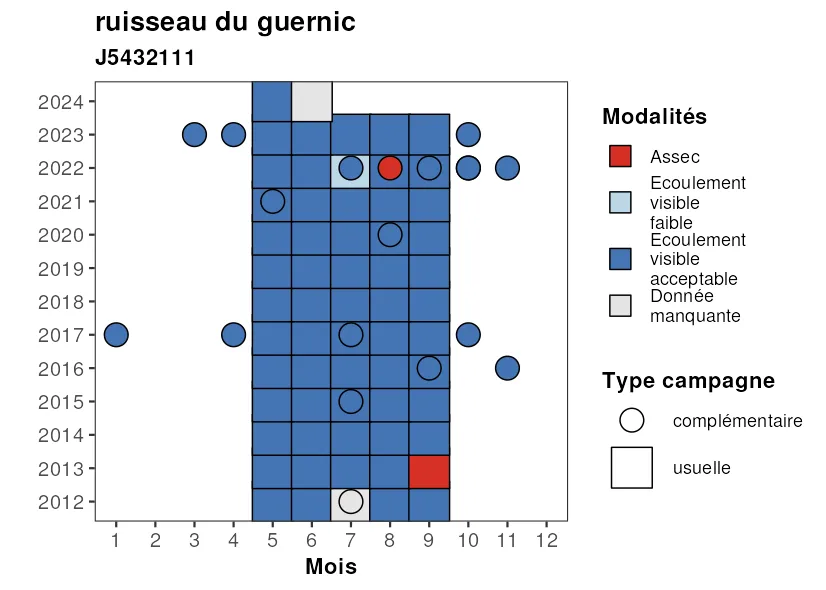 ruisseau du guernic
J5432111
2024
2023
2022
2021
2020
2019
2018
2017
2016
2015
2014
2013
2012
1 2 3 4 5 6 7 8 9 10 11 12
Mois
Modalités
Assec
Ecoulement
visible
faible
Ecoulement
visible
acceptable
Donnée
manquante
Type campagne
complémentaire
usuelle